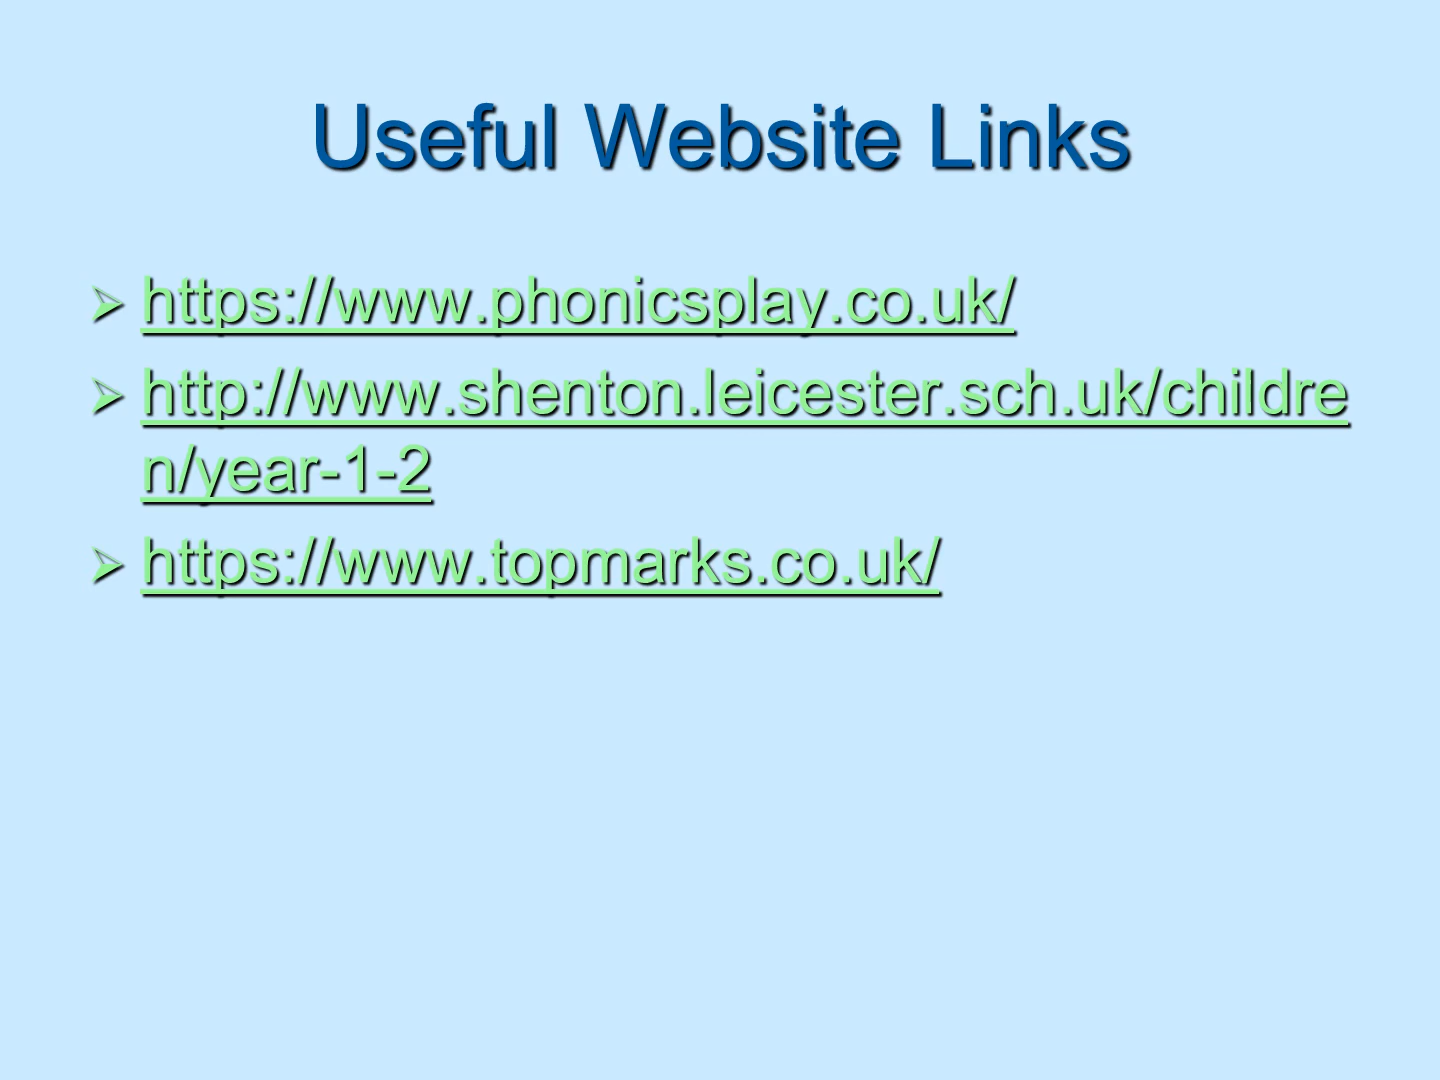 Useful Website Links
https://www.phonicsplay.co.uk/
http://www.shenton.leicester.sch.uk/childre
n/year-1-2
https://www.topmarks.co.uk/